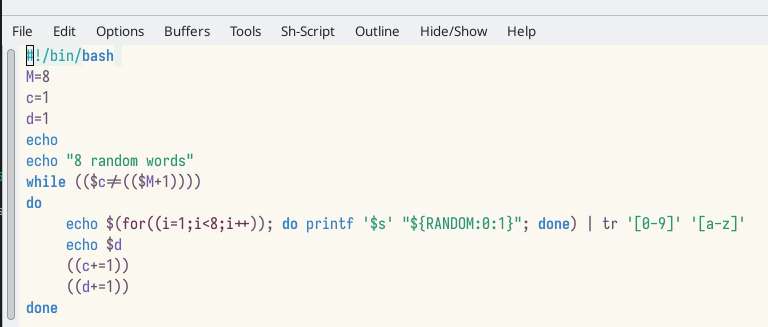 File Edit Options Buffers Tools Sh-Script Outline Hide/Show Help
#!/bin/bash
M=8
c=1
d=1
echo
echo "8 random words"
while (($c!=(($M+1))))
do
     echo $(for((i=1;i<8;i++)); do printf '$s' "${RANDOM:0:1}"; done) | tr '[0-9]' '[a-z]'
     echo $d
     ((c+=1))
     ((d+=1))
done